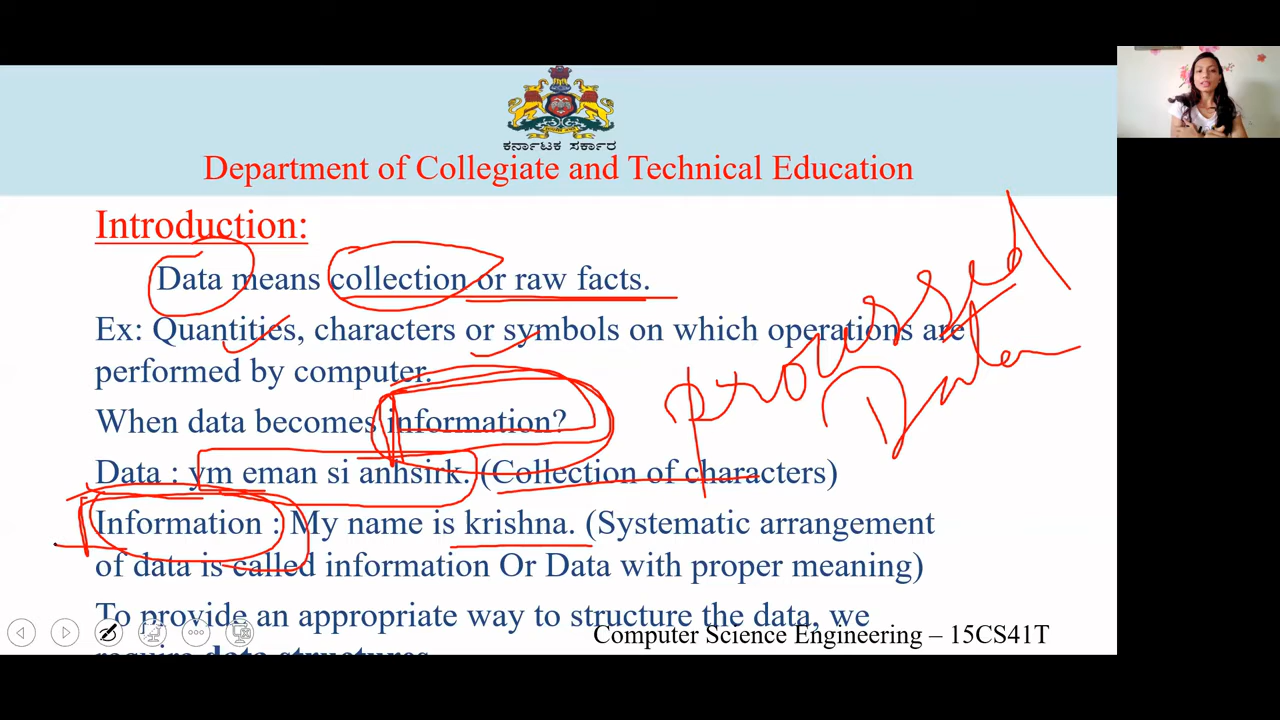 ಕರ್ನಾಟಕ ಸರ್ಕಾರ
Department of Collegiate and Technical Education
Introduction:
Data means collection or raw facts.
Ex: Quantities, characters or symbols on which operations are
performed by computer.
When data becomes information?
Data : ym eman si anhsirk. (Collection of characters)
Information : My name is krishna. (Systematic arrangement
of data is called information Or Data with proper meaning)
To provide an appropriate way to structure the data, we
require data structures.
Computer Science Engineering – 15CS41T
processed
Data